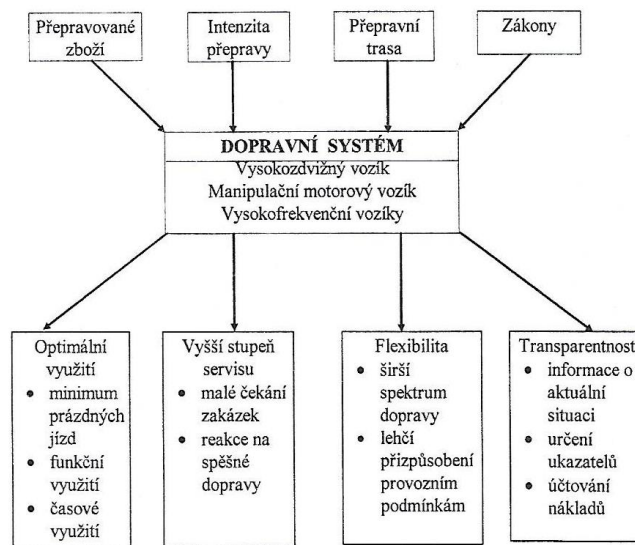 Přepravované
zboží
Intenzita
přepravy
Přepravní
trasa
Zákony
DOPRAVNÍ SYSTÉM
Vysokozdvižný vozík
Manipulační motorový vozík
Vysokofrekvenční vozíky
Optimální
využití
• minimum
prázdných
jízd
• funkční
využití
• časové
využití
Vyšší stupeň
servisu
• malé čekání
zakázek
• reakce na
spěšné
dopravy
Flexibilita
• širší
spektrum
dopravy
• lehčí
přizpůsobení
provozním
podmínkám
Transparentnost
• informace o
aktuální
situaci
• určení
ukazatelů
• účtování
nákladů